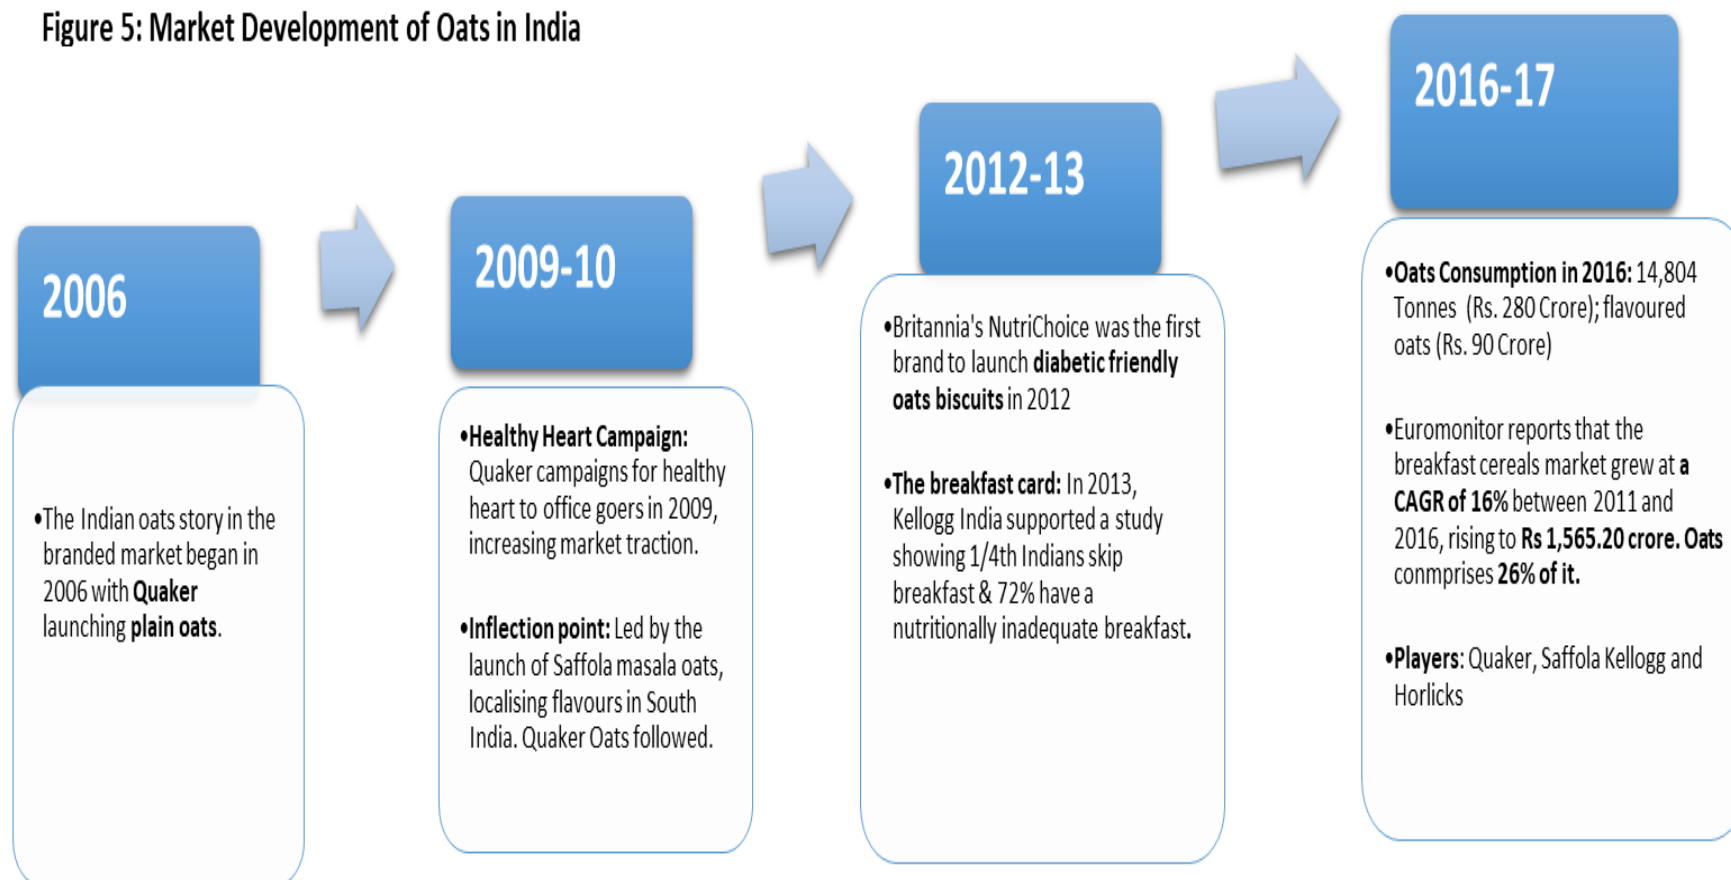 Figure 5: Market Development of Oats in India
2006
•The Indian oats story in the
branded market began in
2006 with Quaker
launching plain oats.
2009-10
•Healthy Heart Campaign:
Quaker campaigns for healthy
heart to office goers in 2009,
increasing market traction.
•Inflection point: Led by the
launch of Saffola masala oats,
localising flavours in South
India. Quaker Oats followed.
2012-13
•Britannia's NutriChoice was the first
brand to launch diabetic friendly
oats biscuits in 2012
•The breakfast card: In 2013,
Kellogg India supported a study
showing 1/4th Indians skip
breakfast & 72% have a
nutritionally inadequate breakfast.
2016-17
•Oats Consumption in 2016: 14,804
Tonnes (Rs. 280 Crore); flavoured
oats (Rs. 90 Crore)
•Euromonitor reports that the
breakfast cereals market grew at a
CAGR of 16% between 2011 and
2016, rising to Rs 1,565.20 crore. Oats
conmprises 26% of it.
•Players: Quaker, Saffola Kellogg and
Horlicks